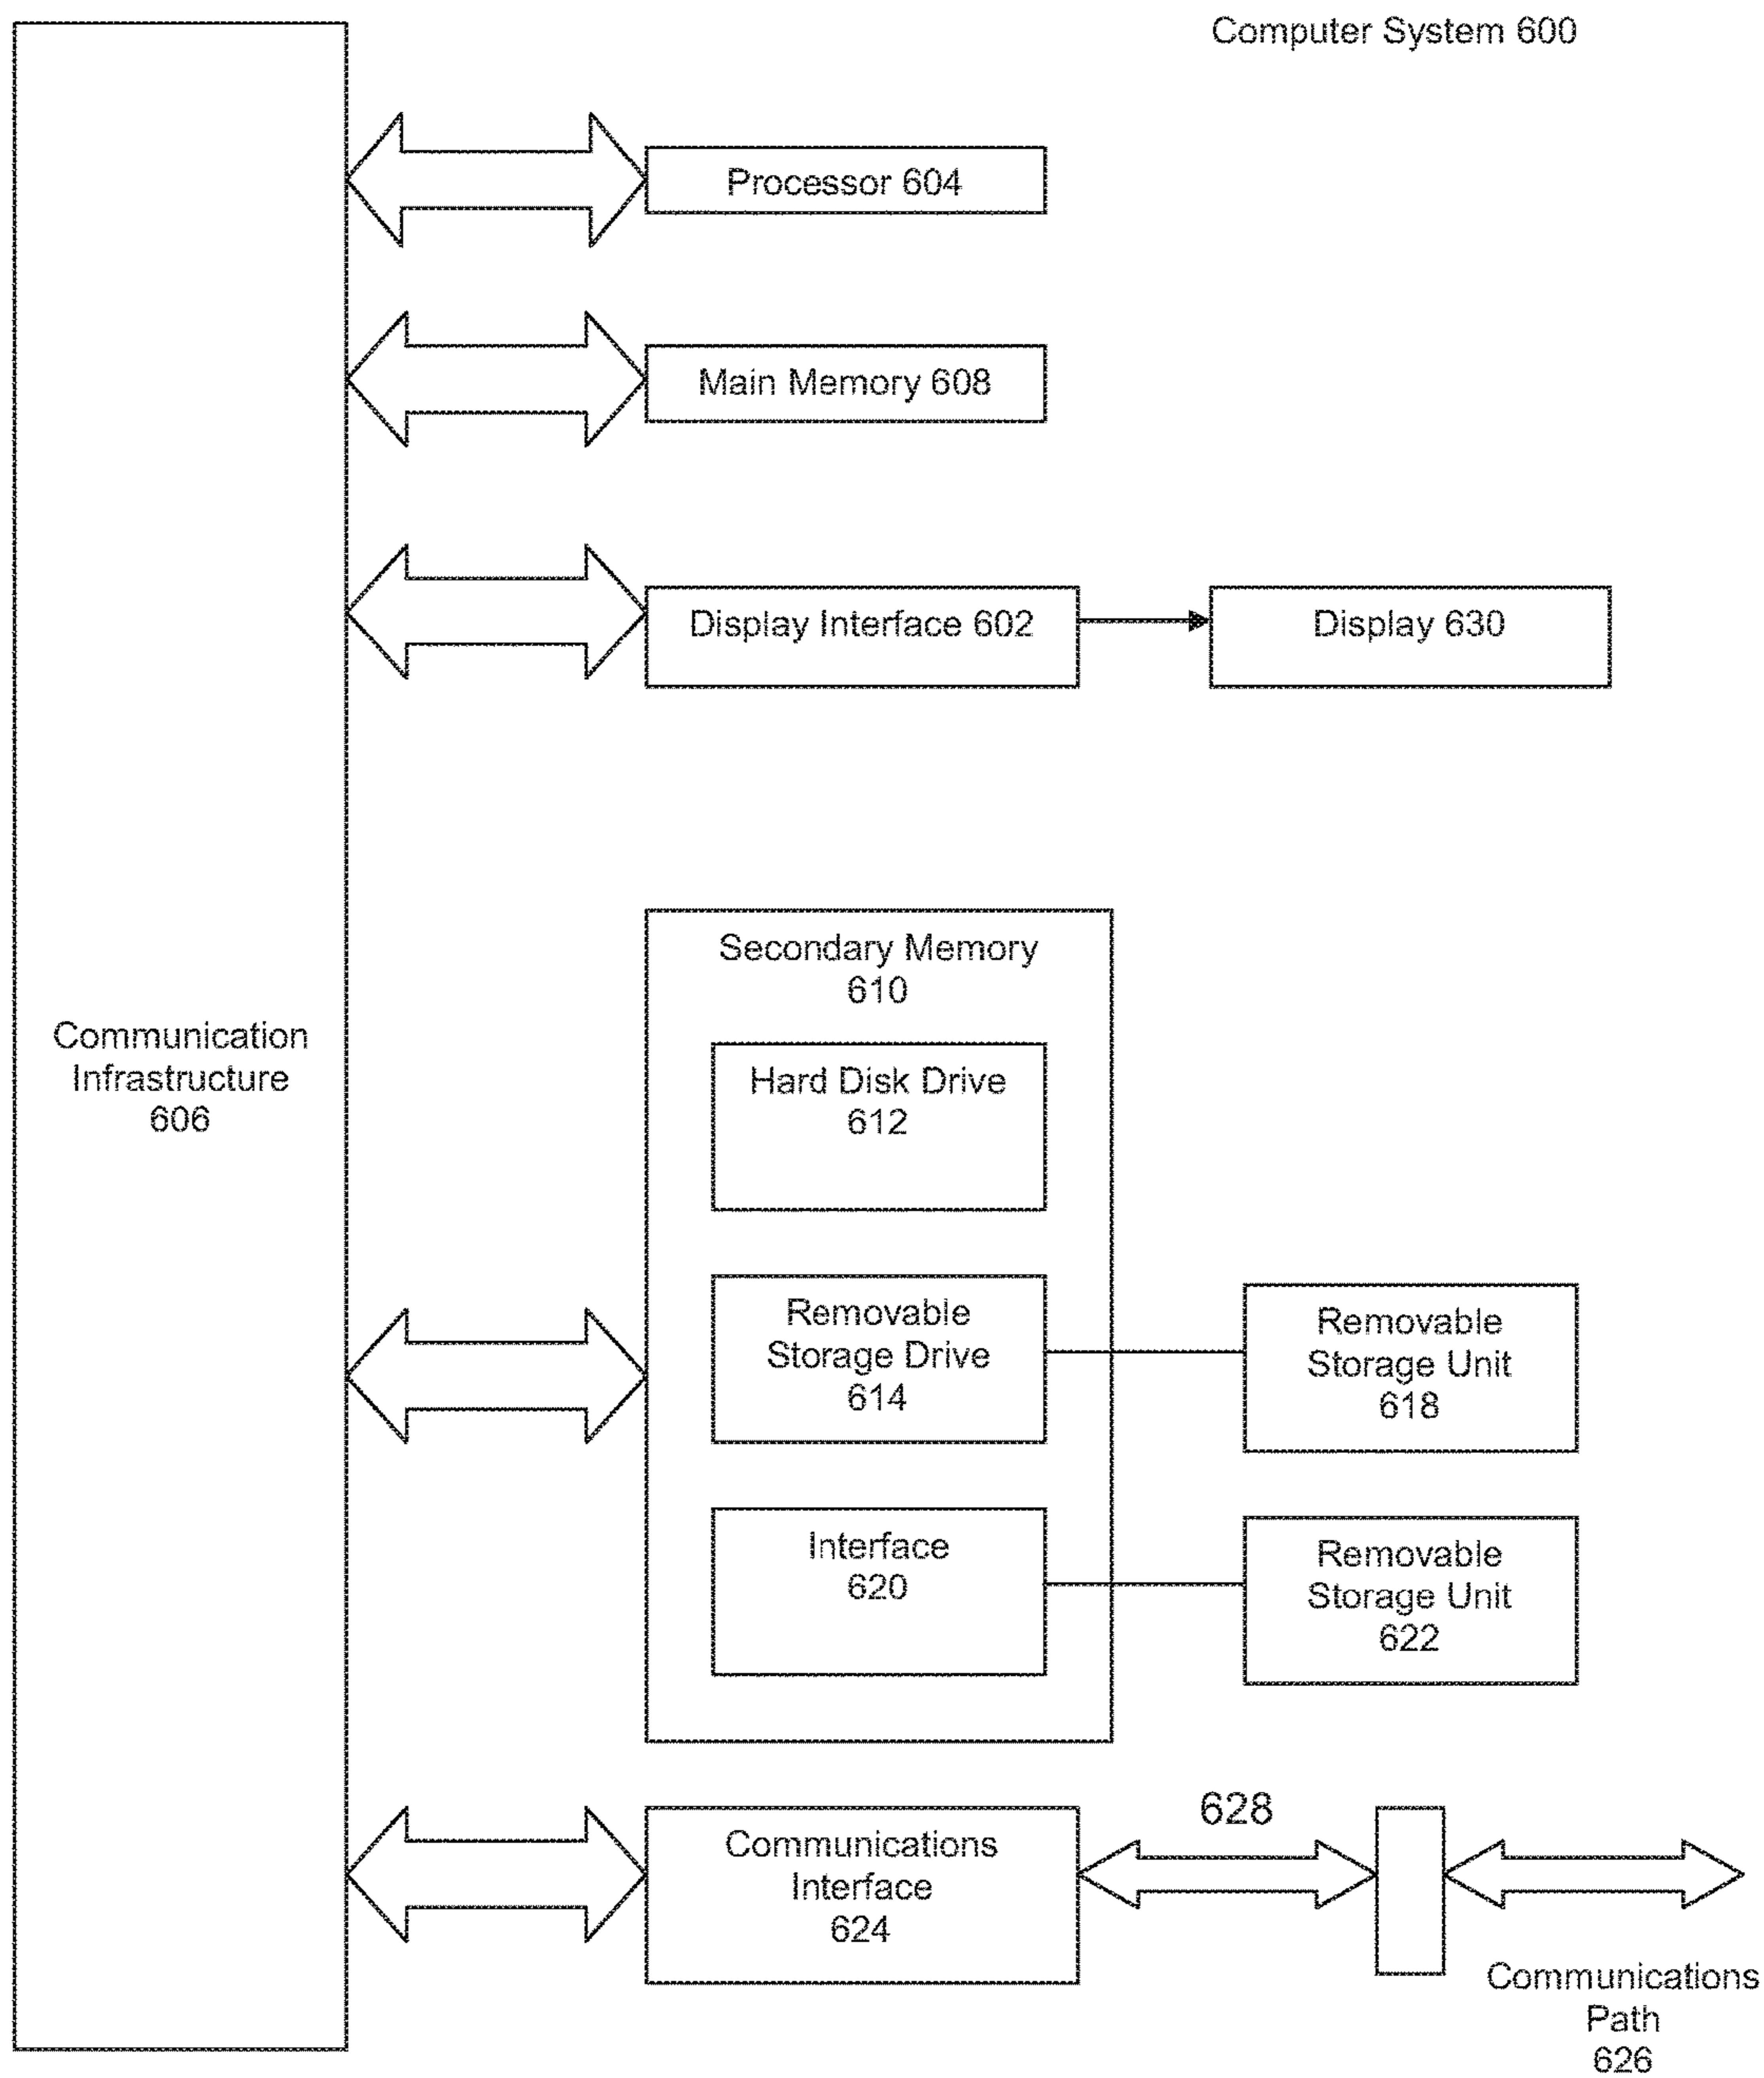 Computer System 600
Processor 604
Main Memory 608
Display Interface 602
Display 630
Communication
Infrastructure
606
Secondary Memory
610
Hard Disk Drive
612
Removable
Storage Drive
614
Removable
Storage Unit
618
Interface
620
Removable
Storage Unit
622
Communications
Interface
624
628
Communications
Path
626